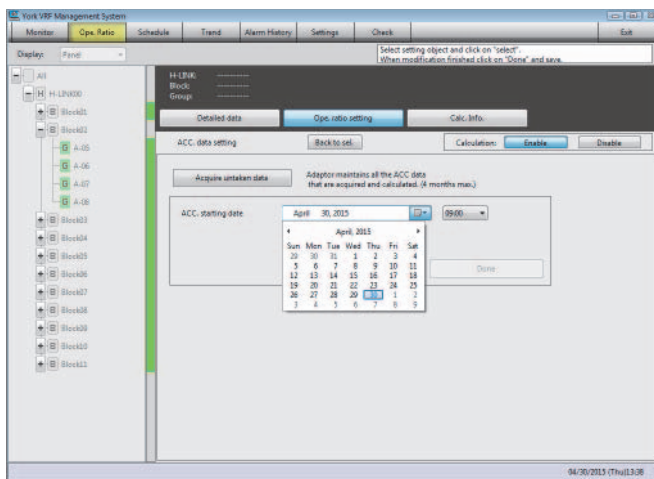 York VRF Management System
Monitor Ope. Ratio Schedule Trend Alarm History Settings Check Exit
Display: Panel
Select setting object and click on "select".
When modification finished click on "Done" and save.
All
H H-LINK00
B Block01
B Block02
G A-05
G A-06
G A-07
G A-08
B Block03
B Block04
B Block05
B Block06
B Block07
B Block08
B Block09
B Block10
B Block11
H-LINK: ----------
Block: ----------
Group: ----------
Detailed data Ope. ratio setting Calc. Info.
ACC. data setting Back to sel. Calculation: Enable Disable
Acquire untaken data
Adaptor maintains all the ACC data
that are acquired and calculated. (4 months max.)
ACC. starting date April 30, 2015 09:00
April, 2015
Sun Mon Tue Wed Thu Fri Sat
29 30 31 1 2 3 4
5 6 7 8 9 10 11
12 13 14 15 16 17 18
19 20 21 22 23 24 25
26 27 28 29 30 1 2
3 4 5 6 7 8 9
Done
04/30/2015 (Thu)13:38